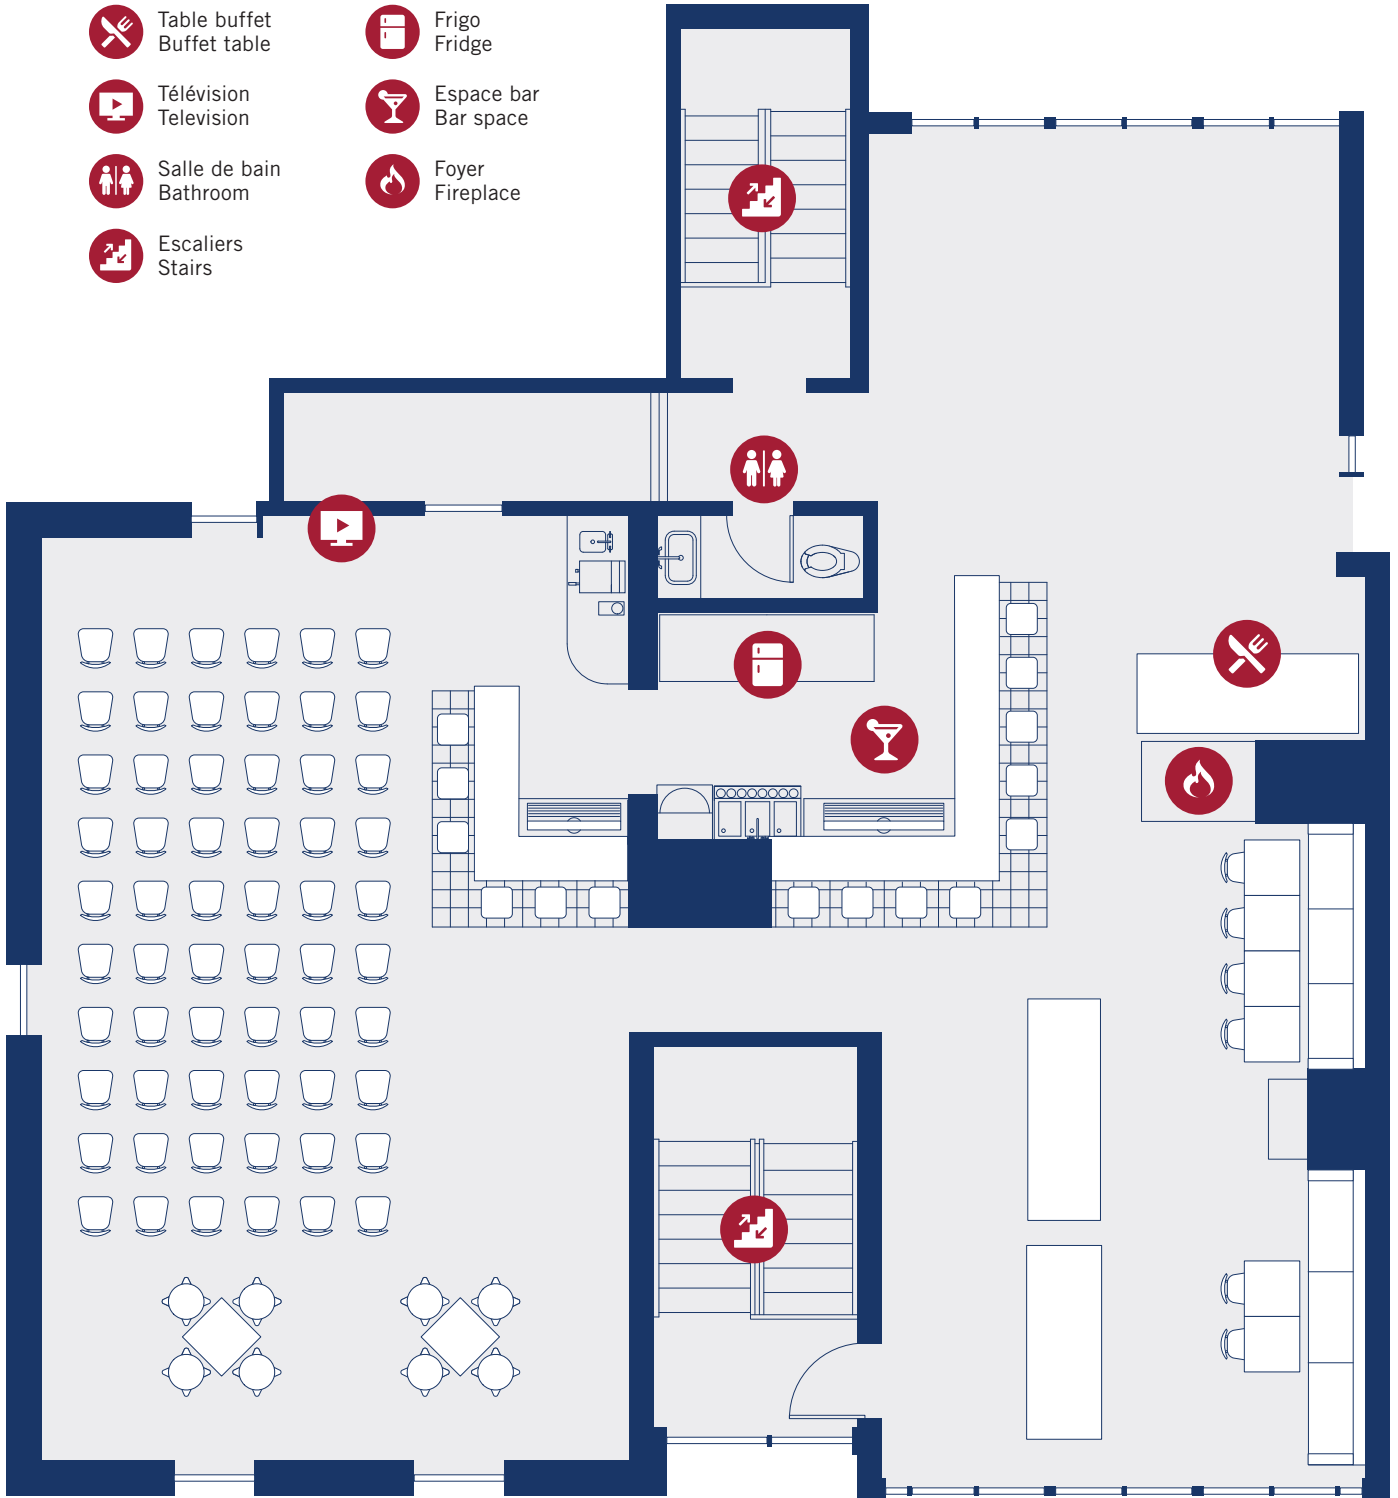 Table buffet
Buffet table
Télévision
Television
Salle de bain
Bathroom
Escaliers
Stairs
Frigo
Fridge
Espace bar
Bar space
Foyer
Fireplace